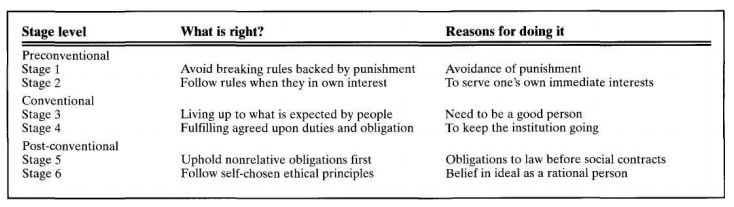 Stage level What is right? Reasons for doing it
Preconventional
Stage 1 Avoid breaking rules backed by punishment Avoidance of punishment
Stage 2 Follow rules when they in own interest To serve one's own immediate interests
Conventional
Stage 3 Living up to what is expected by people Need to be a good person
Stage 4 Fulfilling agreed upon duties and obligation To keep the institution going
Post-conventional
Stage 5 Uphold nonrelative obligations first Obligations to law before social contracts
Stage 6 Follow self-chosen ethical principles Belief in ideal as a rational person